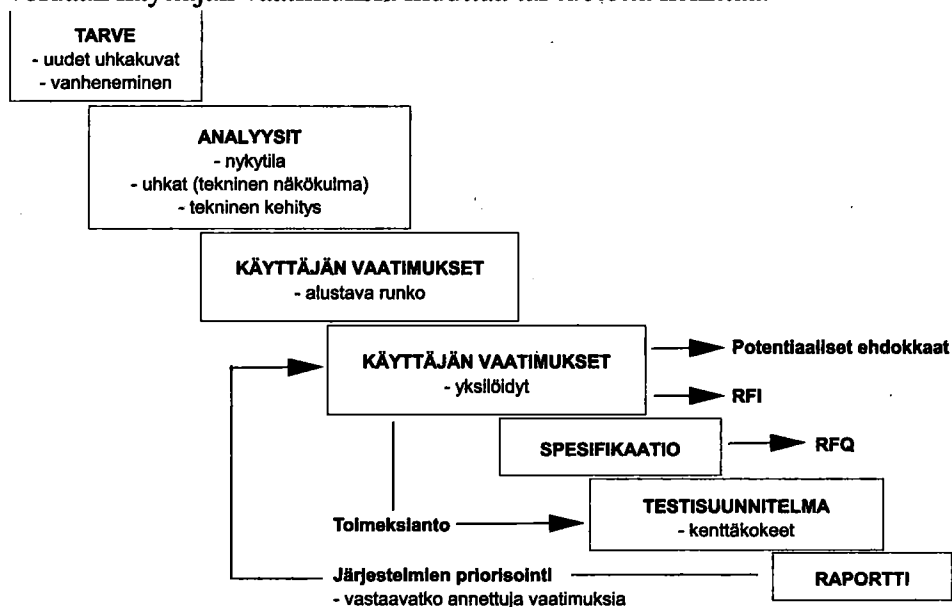 TARVE
- uudet uhkakuvat
- vanheneminen
ANALYYSIT
- nykytila
- uhkat (tekninen näkökulma)
- tekninen kehitys
KÄYTTÄJÄN VAATIMUKSET
- alustava runko
KÄYTTÄJÄN VAATIMUKSET
- yksilöidyt
Potentiaaliset ehdokkaat
RFI
SPESIFIKAATIO
RFQ
TESTISUUNNITELMA
- kenttäkokeet
Toimeksianto
Järjestelmien priorisointi
- vastaavatko annettuja vaatimuksia
RAPORTTI